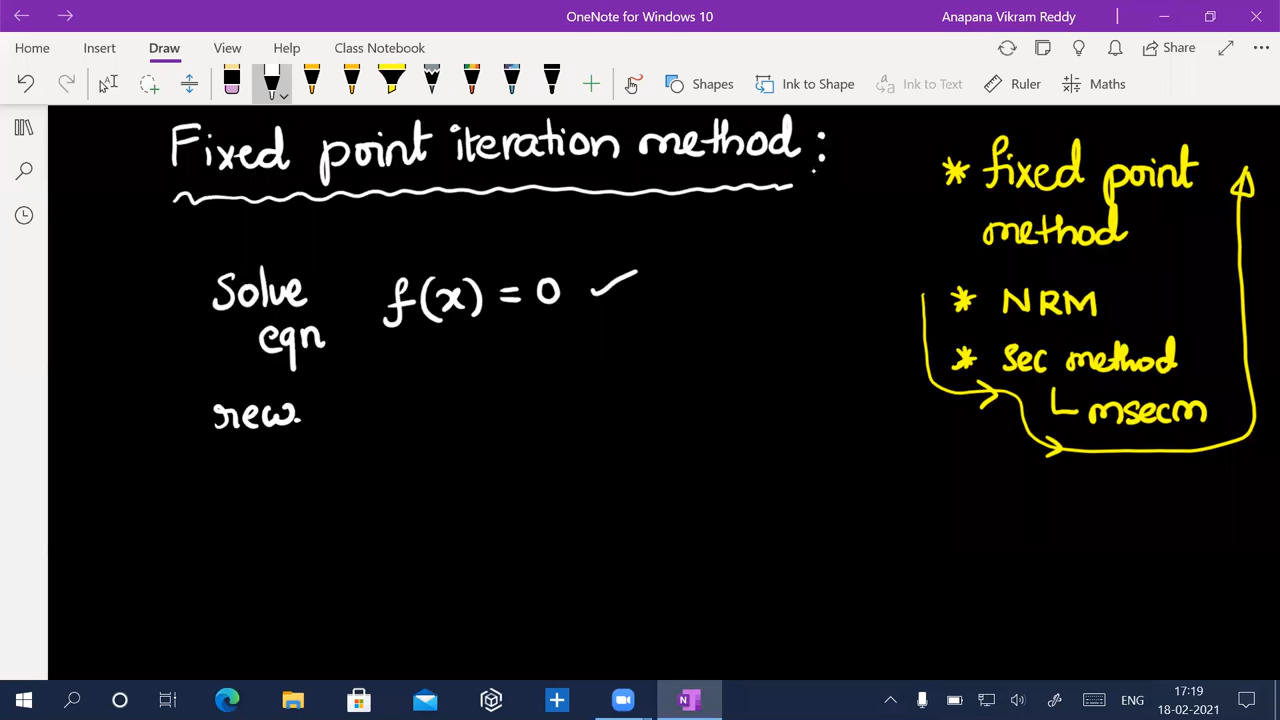 OneNote for Windows 10
Anapana Vikram Reddy
Home Insert Draw View Help Class Notebook
Share
Shapes Ink to Shape Ink to Text Ruler Maths
Fixed point iteration method :
Solve f(x) = 0 ✓
eqn
rew
* fixed point
method
* NRM
* Sec method
msecm
ENG
17:19
18-02-2021